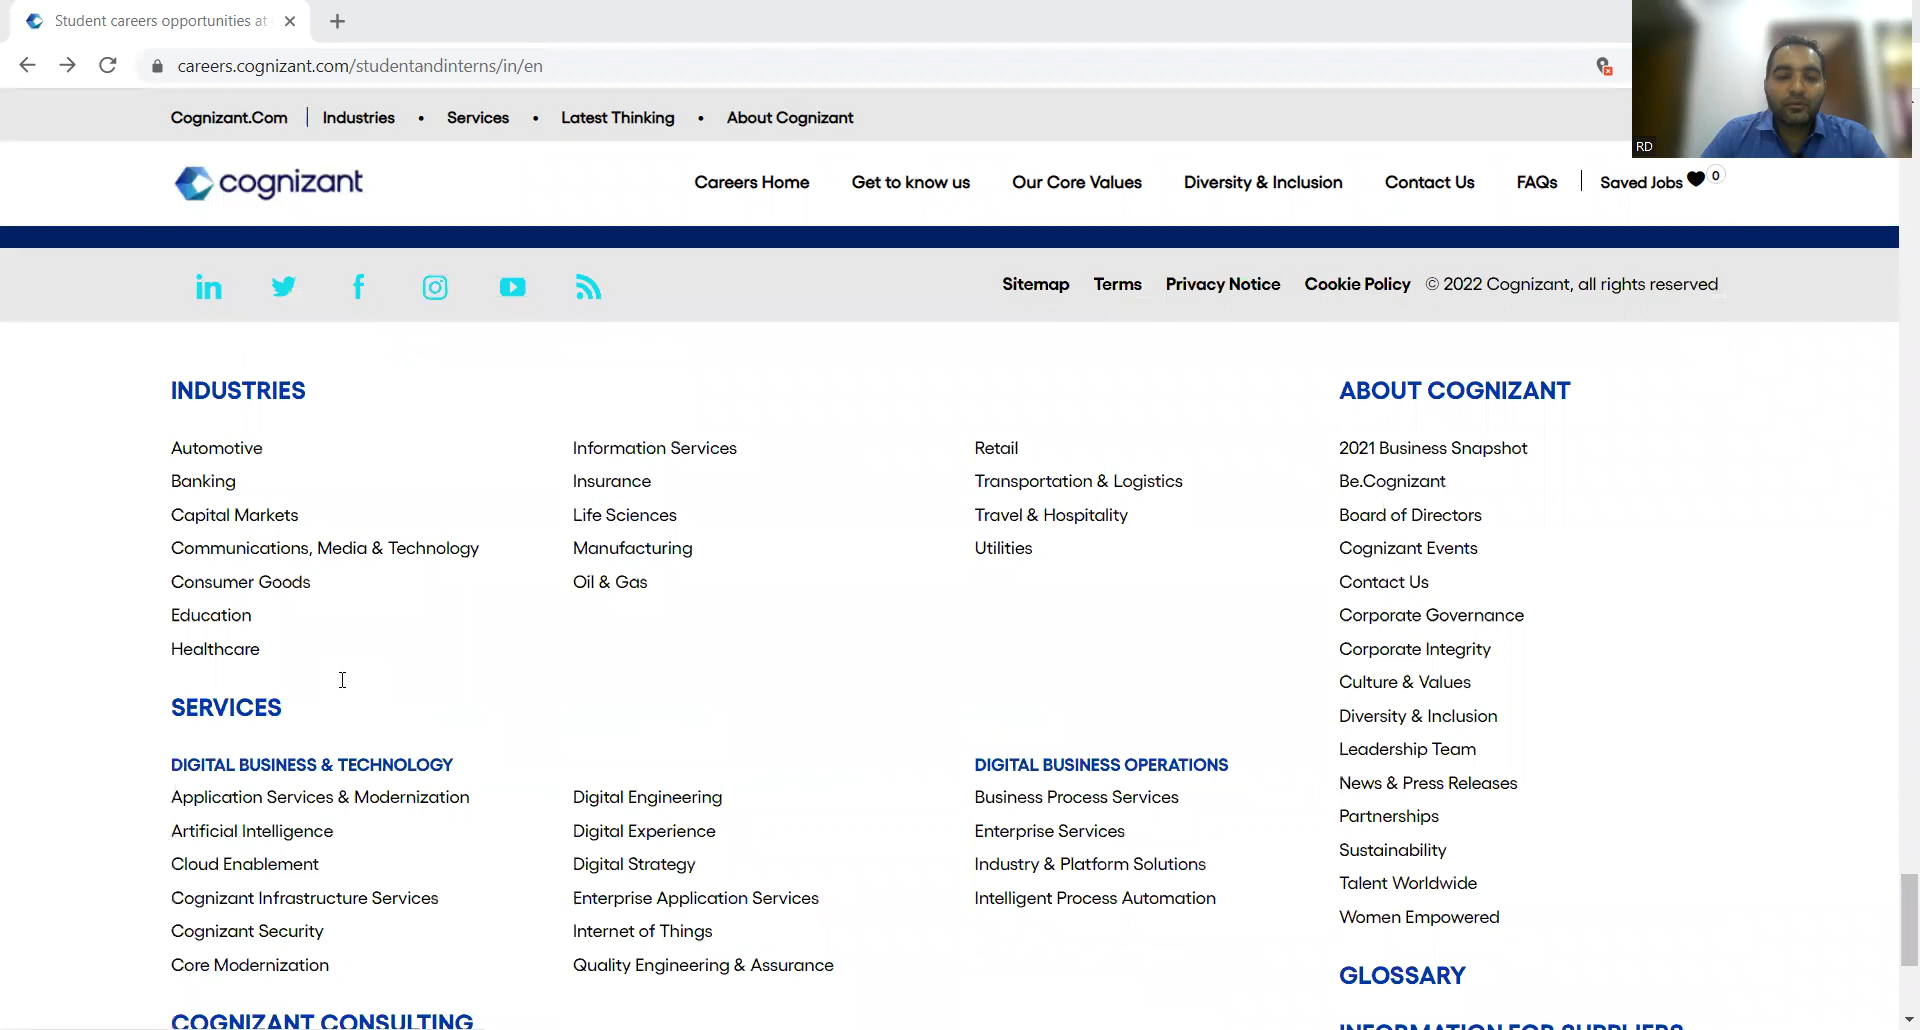 Student careers opportunities at
careers.cognizant.com/studentandinterns/in/en
RD
Cognizant.Com Industries • Services • Latest Thinking • About Cognizant
cognizant
Careers Home Get to know us Our Core Values Diversity & Inclusion Contact Us FAQs Saved Jobs 0
in Sitemap Terms Privacy Notice Cookie Policy © 2022 Cognizant, all rights reserved
INDUSTRIES
Automotive
Banking
Capital Markets
Communications, Media & Technology
Consumer Goods
Education
Healthcare
Information Services
Insurance
Life Sciences
Manufacturing
Oil & Gas
Retail
Transportation & Logistics
Travel & Hospitality
Utilities
SERVICES
DIGITAL BUSINESS & TECHNOLOGY
Application Services & Modernization
Artificial Intelligence
Cloud Enablement
Cognizant Infrastructure Services
Cognizant Security
Core Modernization
Digital Engineering
Digital Experience
Digital Strategy
Enterprise Application Services
Internet of Things
Quality Engineering & Assurance
DIGITAL BUSINESS OPERATIONS
Business Process Services
Enterprise Services
Industry & Platform Solutions
Intelligent Process Automation
COGNIZANT CONSULTING
ABOUT COGNIZANT
2021 Business Snapshot
Be.Cognizant
Board of Directors
Cognizant Events
Contact Us
Corporate Governance
Corporate Integrity
Culture & Values
Diversity & Inclusion
Leadership Team
News & Press Releases
Partnerships
Sustainability
Talent Worldwide
Women Empowered
GLOSSARY
INFORMATION FOR SUPPLIERS